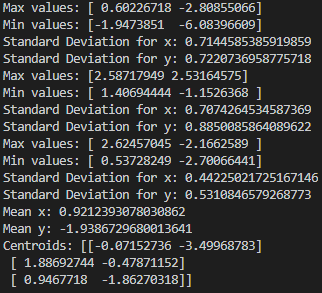 Max values: [ 0.60226718 -2.80855066]
Min values: [-1.9473851  -6.08396609]
Standard Deviation for x: 0.7144585385919859
Standard Deviation for y: 0.7220736958775718
Max values: [2.58717949 2.53164575]
Min values: [ 1.40694444 -1.1526368 ]
Standard Deviation for x: 0.7074264534587369
Standard Deviation for y: 0.8850085864089622
Max values: [ 2.62457045 -2.1662589 ]
Min values: [ 0.53728249 -2.70066441]
Standard Deviation for x: 0.44225021725167146
Standard Deviation for y: 0.5310846579268773
Mean x: 0.9212393078030862
Mean y: -1.9386729680013641
Centroids: [[-0.07152736 -3.49968783]
 [ 1.88692744 -0.47871152]
 [ 0.9467718  -1.86270318]]